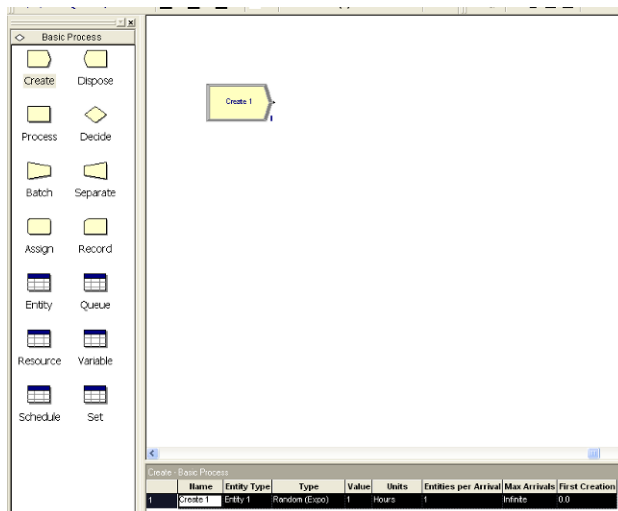 Basic Process
Create Dispose
Process Decide
Batch Separate
Assign Record
Entity Queue
Resource Variable
Schedule Set
Create 1
Create - Basic Process
Name Entity Type Type Value Units Entities per Arrival Max Arrivals First Creation
1 Create 1 Entity 1 Random (Expo) 1 Hours 1 Infinite 0.0